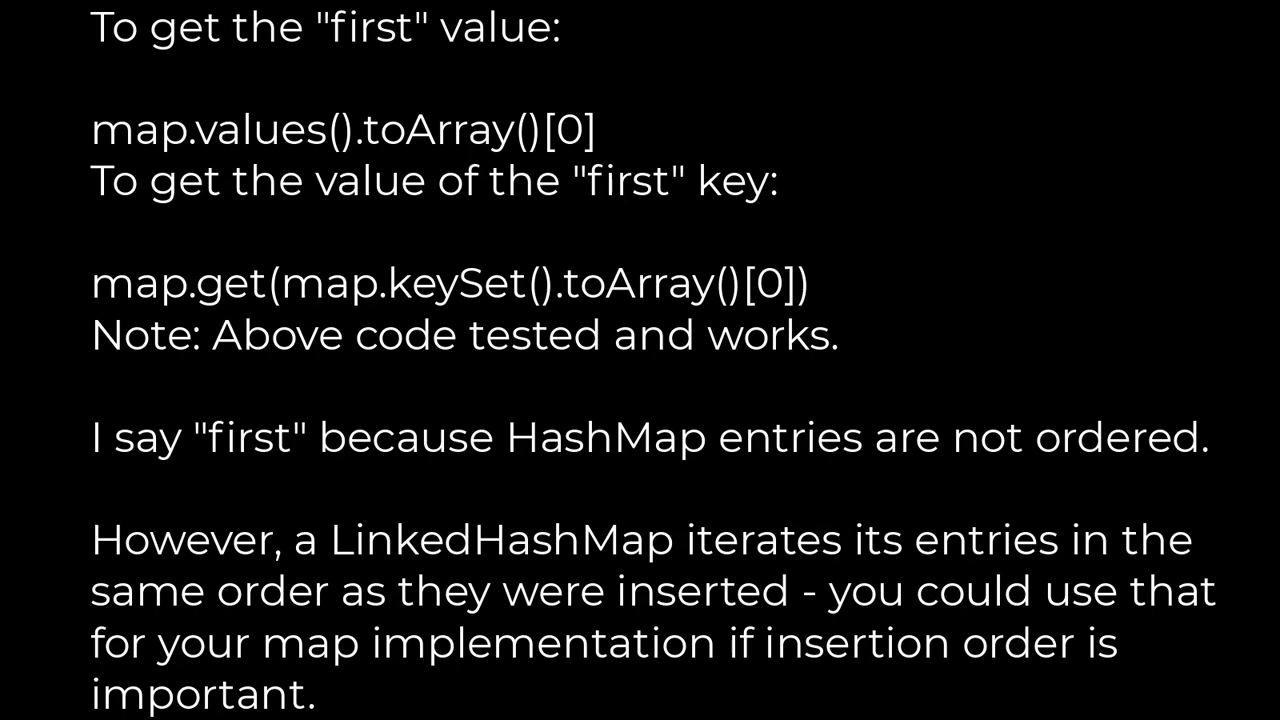 To get the "first" value:
map.values().toArray()[0]
To get the value of the "first" key:
map.get(map.keySet().toArray()[0])
Note: Above code tested and works.
I say "first" because HashMap entries are not ordered.
However, a LinkedHashMap iterates its entries in the
same order as they were inserted - you could use that
for your map implementation if insertion order is
important.